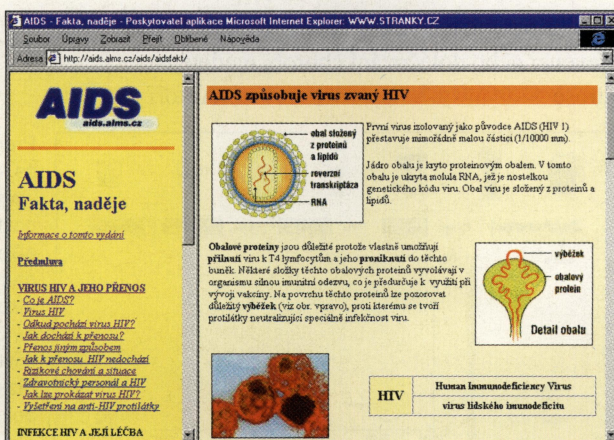 AIDS - Fakta, naděje - Poskytovatel aplikace Microsoft Internet Explorer: WWW.STRANKY.CZ
Soubor Úpravy Zobrazit Přejít Oblíbené Nápověda
Adresa http://aids.alms.cz/aids/aidsfakt/
AIDS
aids.alms.cz
AIDS
Fakta, naděje
Informace o tomto vydání
Předmluva
VIRUS HIV A JEHO PŘENOS
- Co je AIDS?
- Virus HIV
- Odkud pochází virus HIV?
- Jak dochází k přenosu?
- Přenos jiným způsobem
- Jak k přenosu HIV nedochází
- Rizikové chování a situace
- Zdravotnický personál a HIV
- Jak lze prokázat virus HIV?
- Vyšetření na anti-HIV protilátky
INFEKCE HIV A JEJÍ LÉČBA
AIDS způsobuje virus zvaný HIV
obal složený
z proteinů
a lipidů
reverzní
transkriptáza
RNA
První virus izolovaný jako původce AIDS (HIV 1)
přestavuje mimořádně malou částici (1/10000 mm).
Jádro obalu je kryto proteinovým obalem. V tomto
obalu je ukryta molula RNA, jež je nositelkou
genetického kódu viru. Obal viru je složený z proteinů a
lipidů.
Obalové proteiny jsou důležité protože vlastně umožňují
přilnutí viru k T4 lymfocytům a jeho proniknutí do těchto
buněk. Některé složky těchto obalových proteinů vyvolávají v
organismu silnou imunitní odezvu, co je předurčuje k využití při
vývoji vakcíny. Na povrchu těchto proteinů lze pozorovat
důležitý výběžek (viz obr. vpravo), proti kterému se tvoří
protilátky neutralizující speciálně infekčnost viru.
výběžek
obalový
protein
Detail obalu
HIV
Human Immunodeficiency Virus
virus lidského imunodeficitu